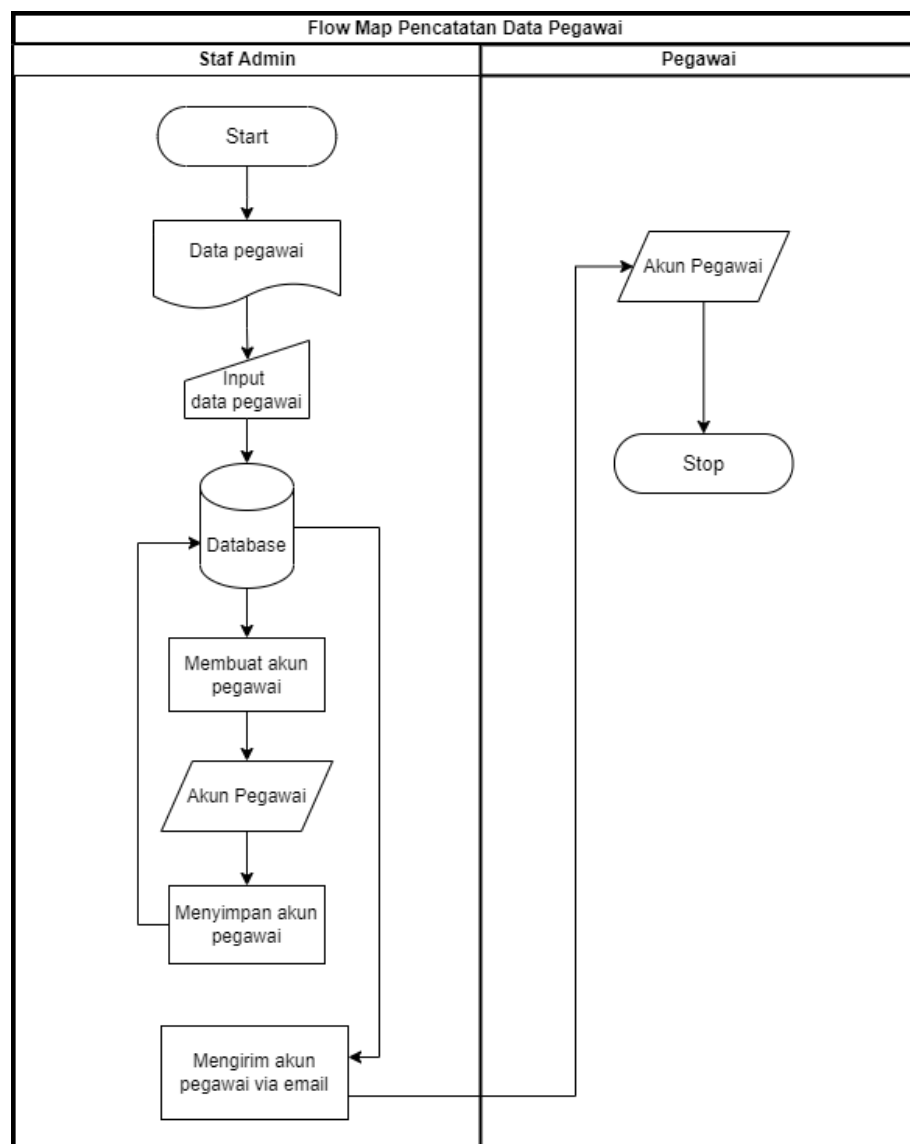 Flow Map Pencatatan Data Pegawai
Staf Admin
Pegawai
Start
Data pegawai
Input
data pegawai
Database
Membuat akun
pegawai
Akun Pegawai
Menyimpan akun
pegawai
Mengirim akun
pegawai via email
Akun Pegawai
Stop